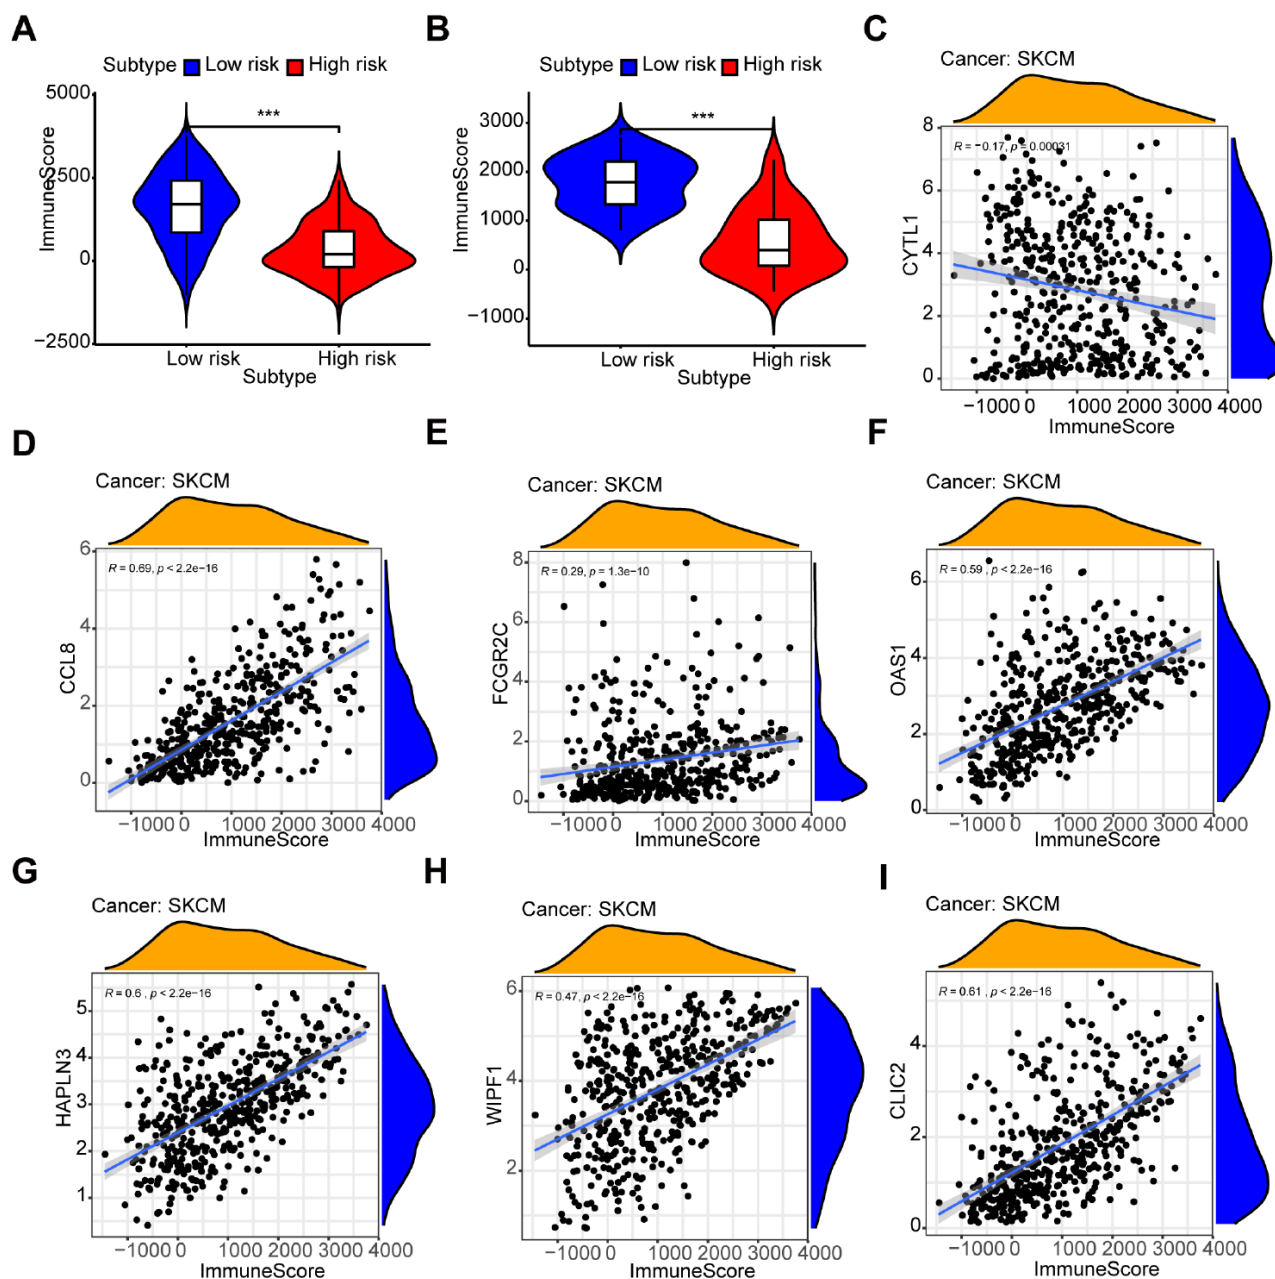 A
Subtype Low risk High risk
5000
2500
0
−2500
ImmuneScore
***
Low risk High risk
Subtype
B
Subtype Low risk High risk
3000
2000
1000
0
−1000
ImmuneScore
***
Low risk High risk
Subtype
C
Cancer: SKCM
R = −0.17, p = 0.00031
8
6
4
2
0
CYTL1
−1000 0 1000 2000 3000 4000
ImmuneScore
D
Cancer: SKCM
R = 0.69, p < 2.2e−16
6
4
2
0
CCL8
−1000 0 1000 2000 3000 4000
ImmuneScore
E
Cancer: SKCM
R = 0.29, p = 1.3e−10
8
6
4
2
0
FCGR2C
−1000 0 1000 2000 3000 4000
ImmuneScore
F
Cancer: SKCM
R = 0.59 , p < 2.2e−16
6
4
2
0
OAS1
−1000 0 1000 2000 3000 4000
ImmuneScore
G
Cancer: SKCM
R = 0.6 , p < 2.2e−16
5
4
3
2
1
HAPLN3
−1000 0 1000 2000 3000 4000
ImmuneScore
H
Cancer: SKCM
R = 0.47, p < 2.2e−16
6
4
2
WIPF1
−1000 0 1000 2000 3000 4000
ImmuneScore
I
Cancer: SKCM
R = 0.61 , p < 2.2e−16
4
2
0
CLIC2
−1000 0 1000 2000 3000 4000
ImmuneScore